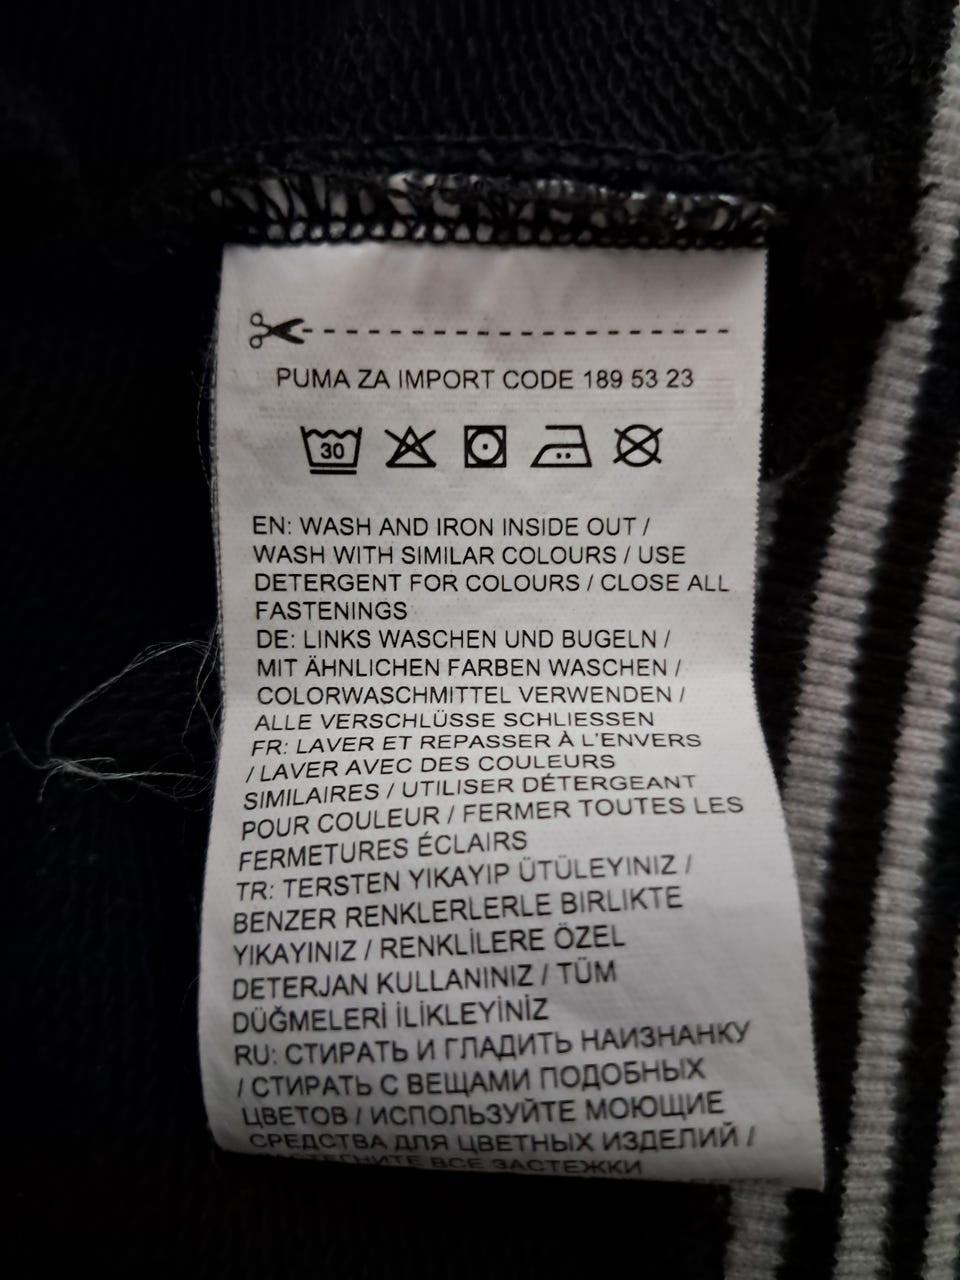 PUMA ZA IMPORT CODE 189 53 23
30
EN: WASH AND IRON INSIDE OUT /
WASH WITH SIMILAR COLOURS / USE
DETERGENT FOR COLOURS / CLOSE ALL
FASTENINGS
DE: LINKS WASCHEN UND BUGELN /
MIT ÄHNLICHEN FARBEN WASCHEN /
COLORWASCHMITTEL VERWENDEN /
ALLE VERSCHLÜSSE SCHLIESSEN
FR: LAVER ET REPASSER À L'ENVERS
/ LAVER AVEC DES COULEURS
SIMILAIRES / UTILISER DÉTERGEANT
POUR COULEUR / FERMER TOUTES LES
FERMETURES ÉCLAIRS
TR: TERSTEN YIKAYIP ÜTÜLEYINIZ /
BENZER RENKLERLERLE BIRLIKTE
YIKAYINIZ / RENKLİLERE ÖZEL
DETERJAN KULLANINIZ / TÜM
DÜĞMELERİ İLİKLEYİNİZ
RU: СТИРАТЬ И ГЛАДИТЬ НАИЗНАНКУ
/ СТИРАТЬ С ВЕЩАМИ ПОДОБНЫХ
ЦВЕТОВ / ИСПОЛЬЗУЙТЕ МОЮЩИЕ
СРЕДСТВА ДЛЯ ЦВЕТНЫХ ИЗДЕЛИЙ /
ВСЕ ЗАСТЕЖКИ